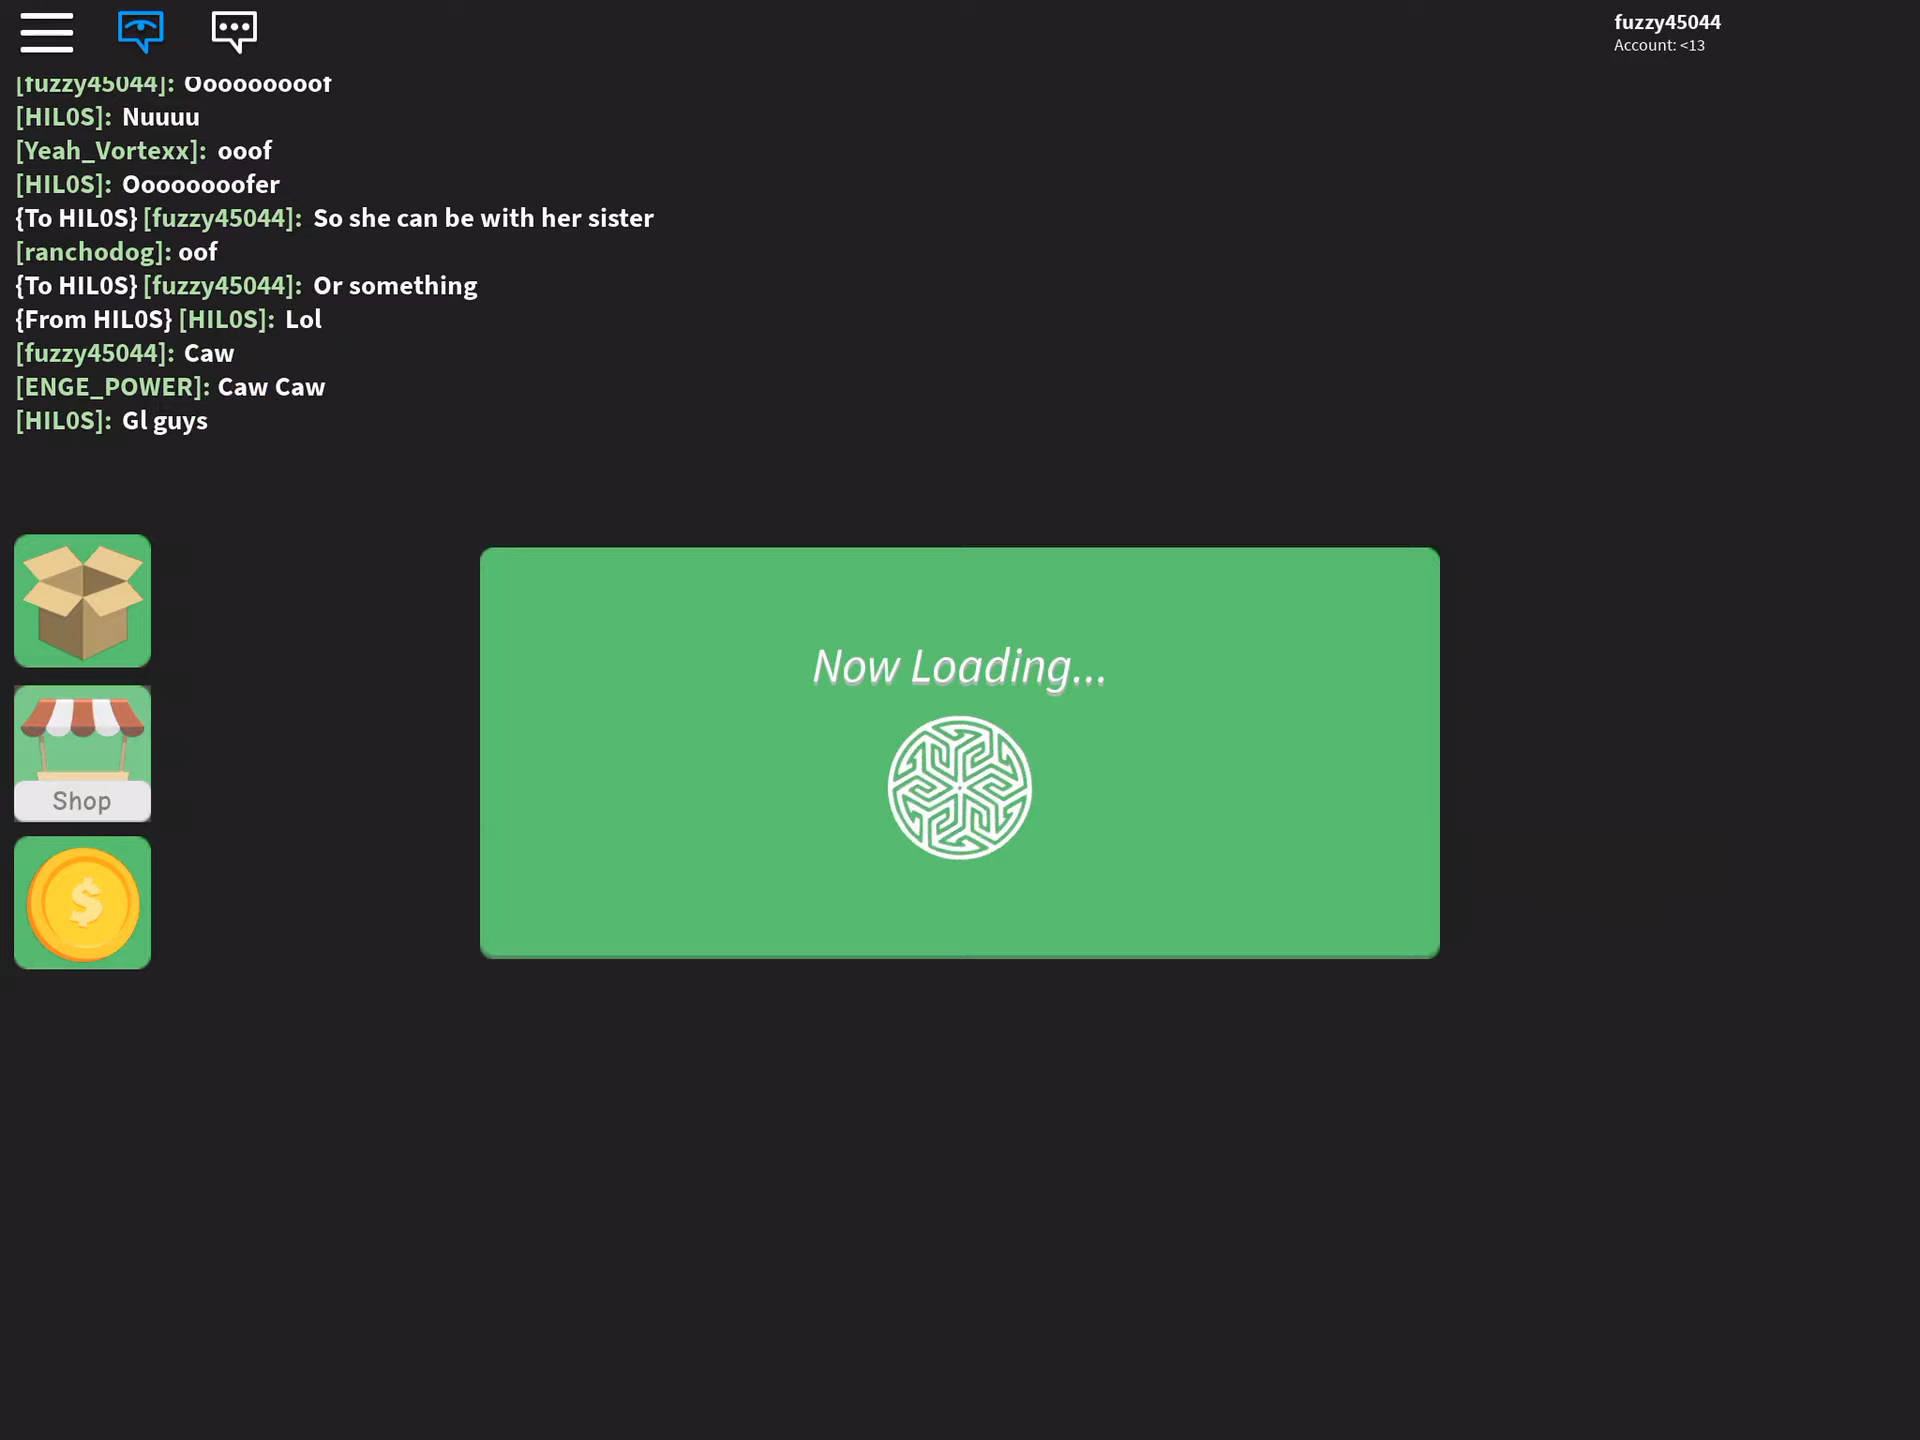 fuzzy45044
Account: <13
[fuzzy45044]: Ooooooooof
[HIL0S]: Nuuuu
[Yeah_Vortexx]: ooof
[HIL0S]: Oooooooofer
{To HIL0S} [fuzzy45044]: So she can be with her sister
[ranchodog]: oof
{To HIL0S} [fuzzy45044]: Or something
{From HIL0S} [HIL0S]: Lol
[fuzzy45044]: Caw
[ENGE_POWER]: Caw Caw
[HIL0S]: Gl guys
Now Loading...
Shop
$